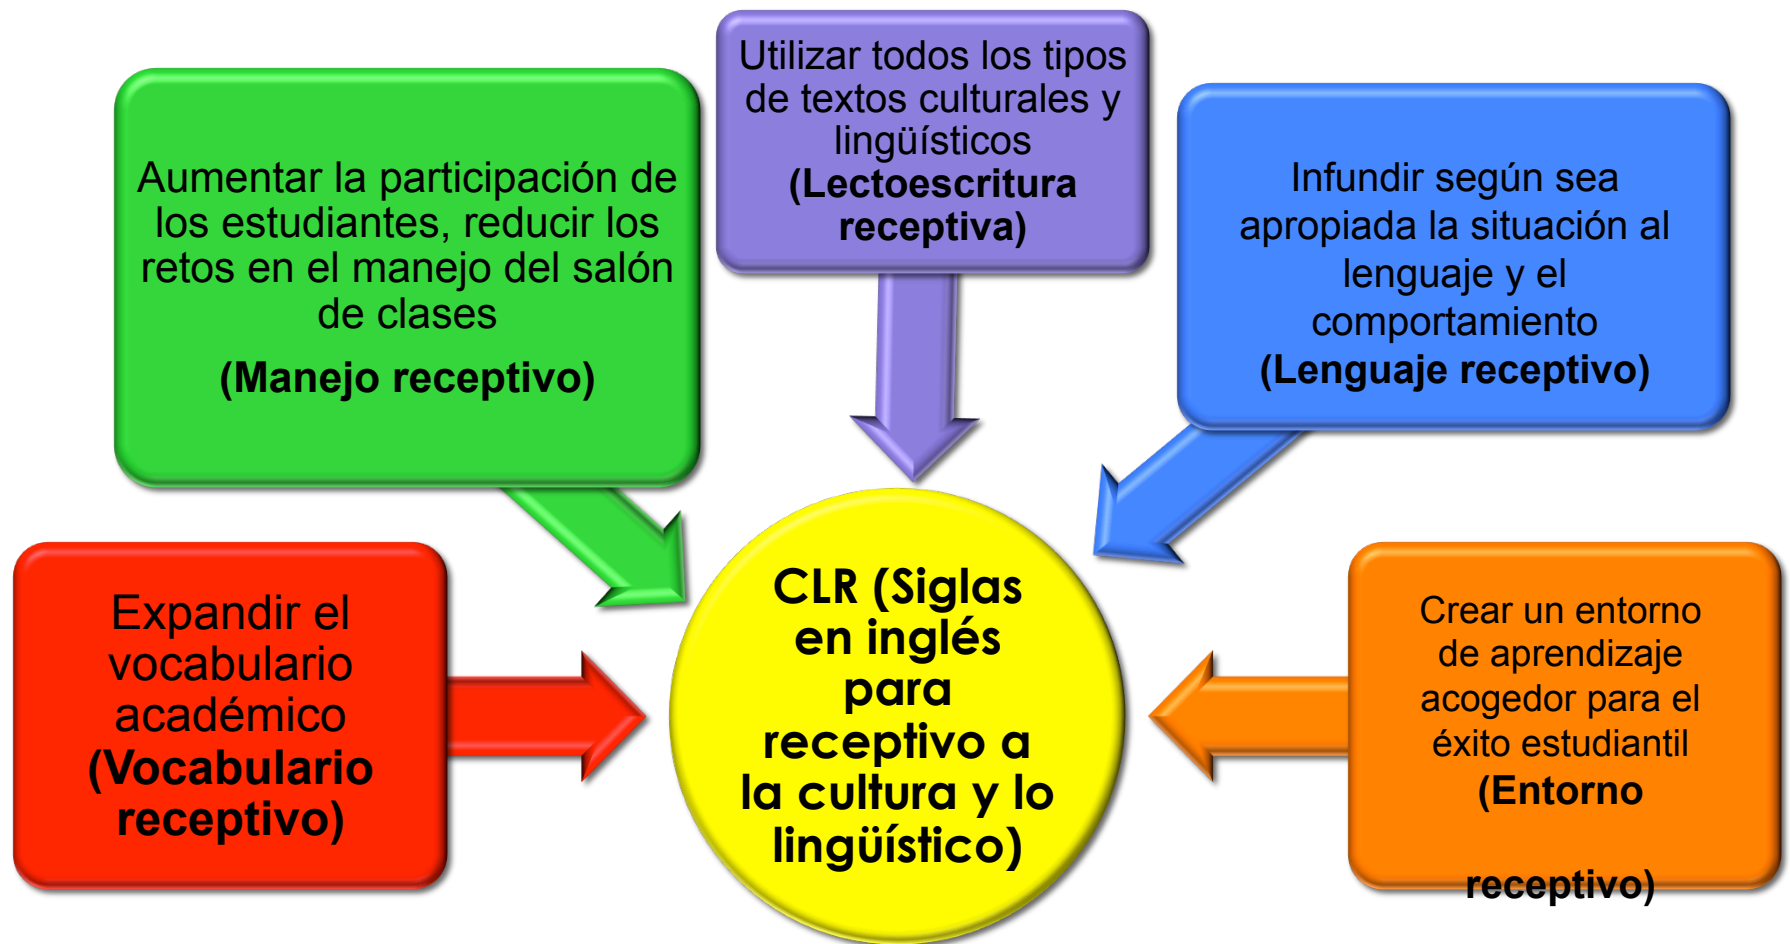 Utilizar todos los tipos
de textos culturales y
lingüísticos
(Lectoescritura
receptiva)
Aumentar la participación de
los estudiantes, reducir los
retos en el manejo del salón
de clases
(Manejo receptivo)
Infundir según sea
apropiada la situación al
lenguaje y el
comportamiento
(Lenguaje receptivo)
Expandir el
vocabulario
académico
(Vocabulario
receptivo)
CLR (Siglas
en inglés
para
receptivo a
la cultura y lo
lingüístico)
Crear un entorno
de aprendizaje
acogedor para el
éxito estudiantil
(Entorno
receptivo)